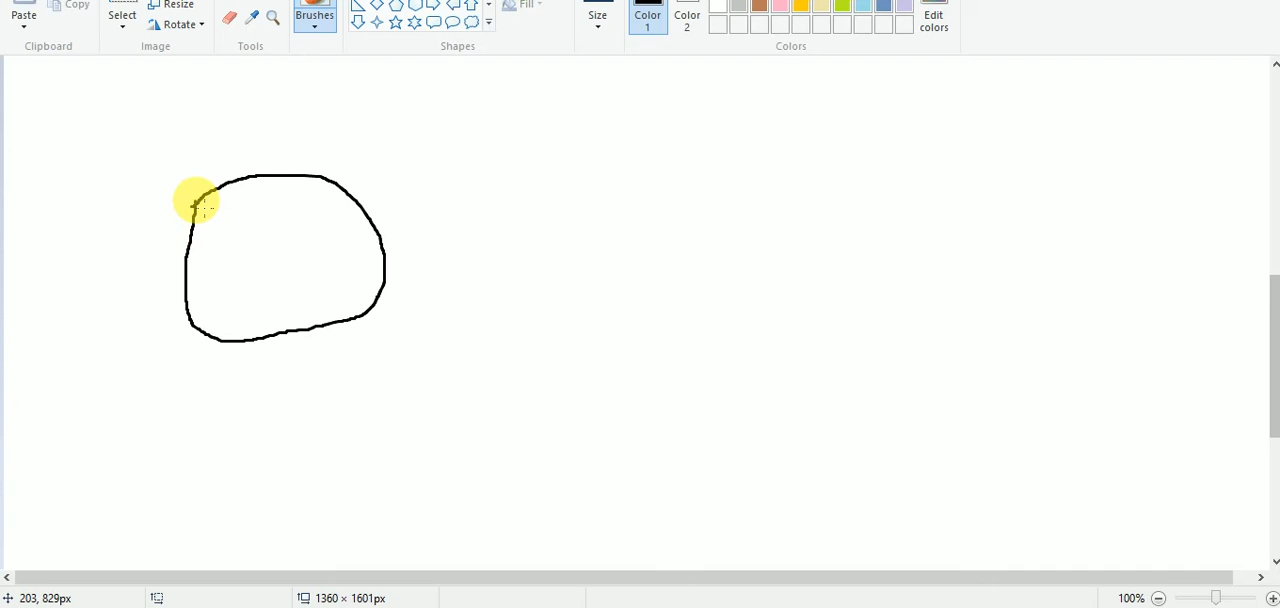 Paste Copy Select Resize Rotate Brushes Fill Size Color 1 Color 2 Edit colors
Clipboard Image Tools Shapes Colors
203, 829px 1360 × 1601px 100%